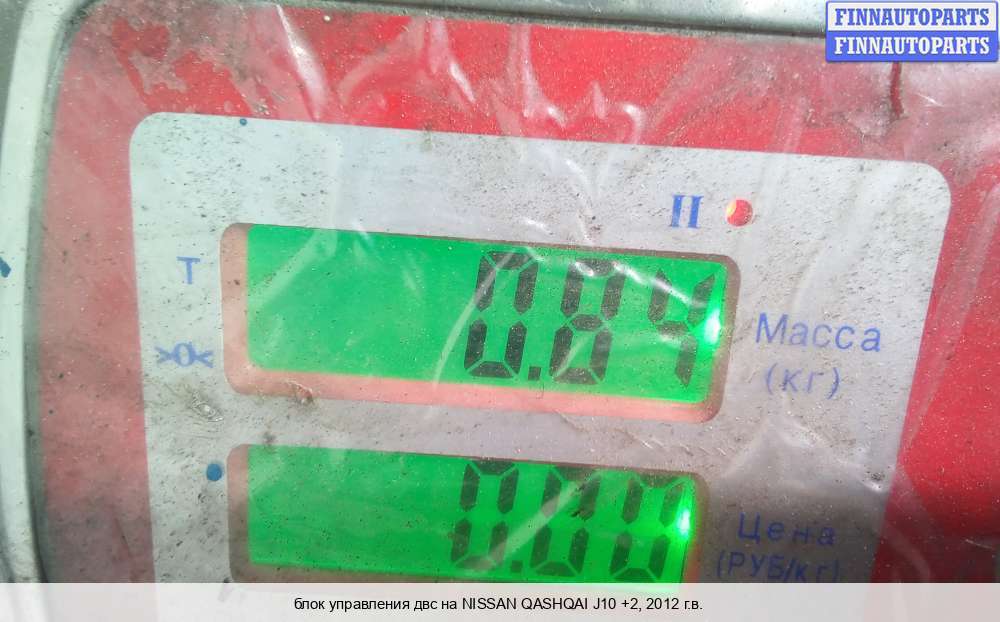 FINNAUTOPARTS
FINNAUTOPARTS
II
T
0.84
>0<
Масса
(кг)
0.00
Цена
(РУБ/кг)
блок управления двс на NISSAN QASHQAI J10 +2, 2012 г.в.